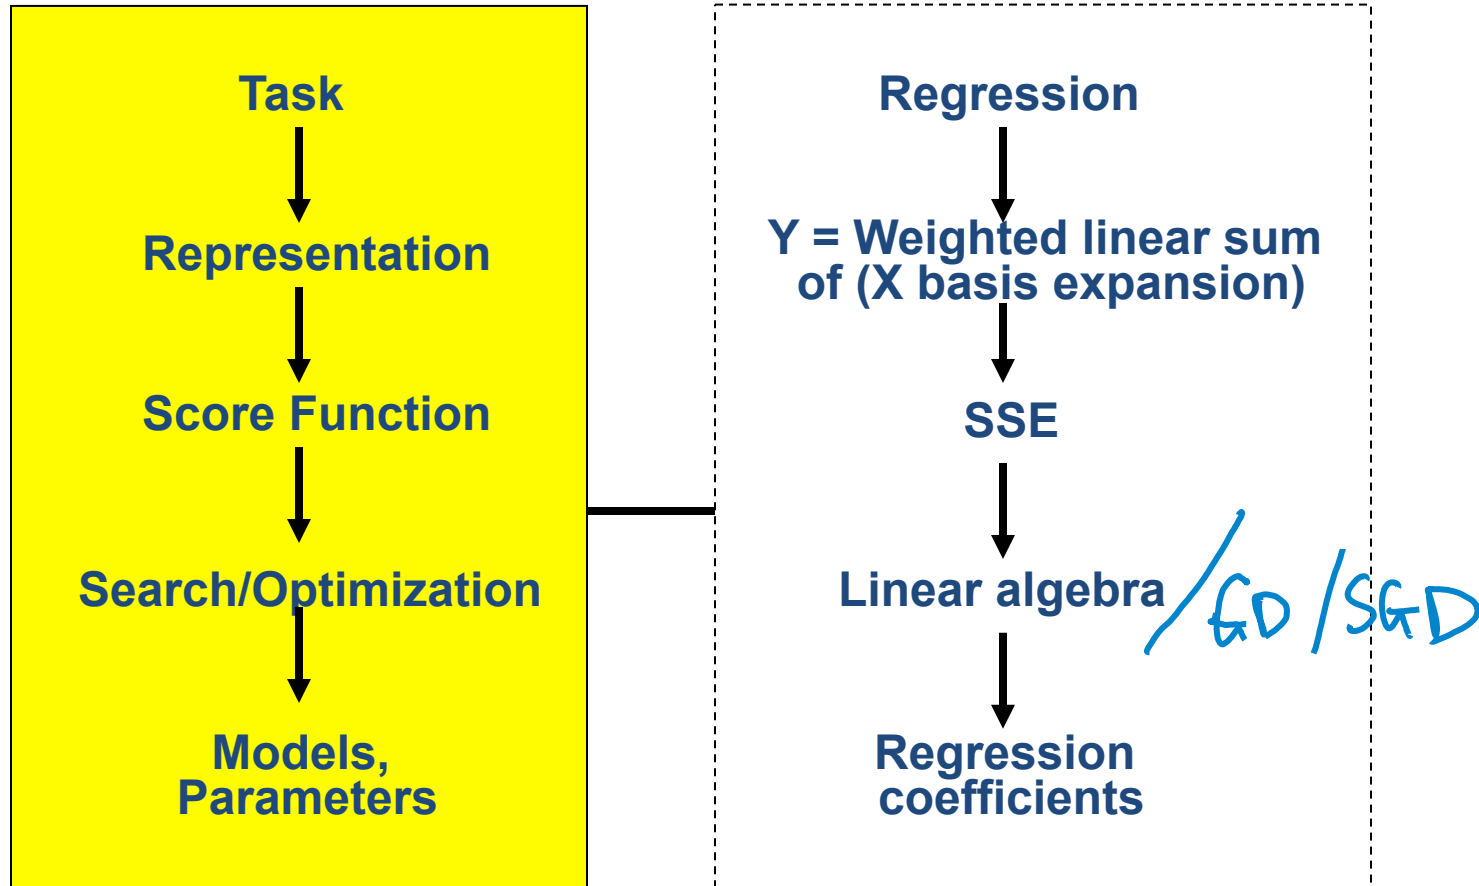 Task
Representation
Score Function
Search/Optimization
Models,
Parameters
Regression
Y = Weighted linear sum
of (X basis expansion)
SSE
Linear algebra /GD /SGD
Regression
coefficients